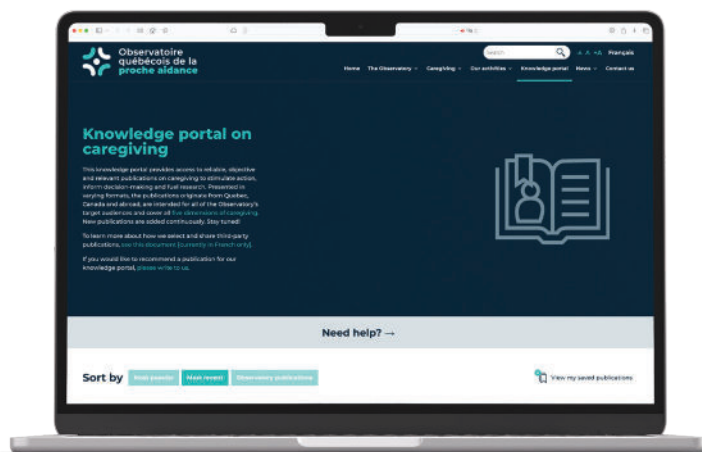 Observatoire
québécois de la
proche aidance
Search
A A +A Français
Home The Observatory Caregiving Our activities Knowledge portal News Contact us
Knowledge portal on
caregiving
This knowledge portal provides access to reliable, objective
and relevant publications on caregiving to stimulate action,
inform decision-making and fuel research. Presented in
varying formats, the publications originate from Quebec,
Canada and abroad, are intended for all of the Observatory's
target audiences and cover all five dimensions of caregiving.
New publications are added continuously. Stay tuned!
To learn more about how we select and share third-party
publications, see this document [currently in French only].
If you would like to recommend a publication for our
knowledge portal, please write to us.
Need help? →
Sort by Most popular Most recent Observatory publications
View my saved publications